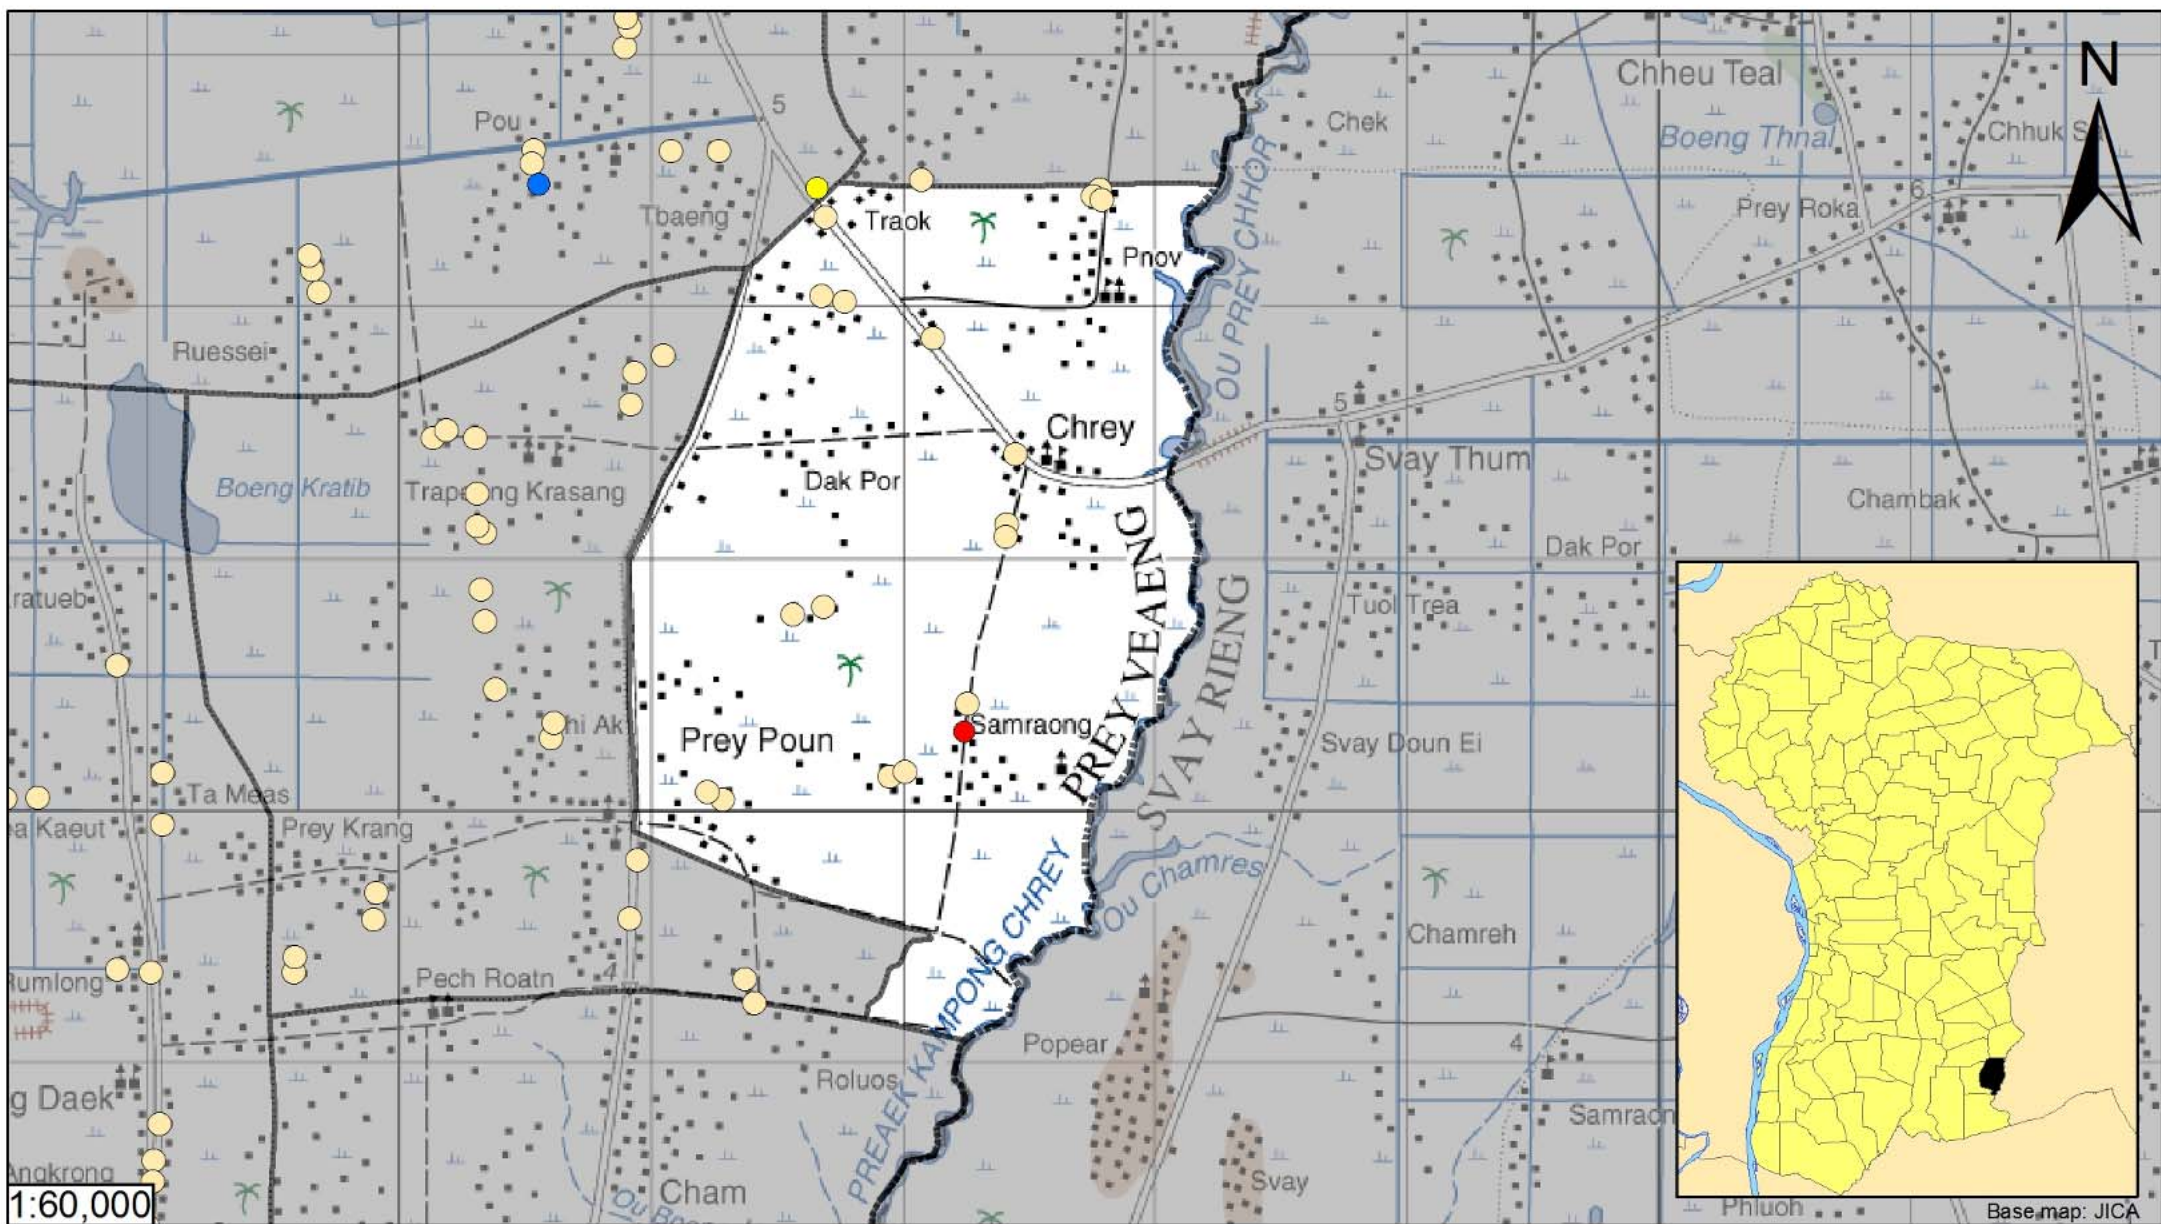 N
Chheu Teal
Pou
5
Chek
Boeng Thnal
Chhuk S
OU PREY CHHOR
6
Tbaeng
Traok
Prey Roka
Pnov
Ruessei
5
Chrey
Svay Thum
Dak Por
Boeng Kratib
Trapeang Krasang
Chambak
Dak Por
PREY VEAENG
SVAY RIENG
ratueb
Tuol Trea
T
hi Ak
Samraong
Prey Poun
Svay Doun Ei
Ta Meas
a Kaeut
Prey Krang
Ou Chamres
PREAEK KAMPONG CHREY
Chamreh
Rumlong
Pech Roatn
4
Popear
4
Roluos
g Daek
Samraon
Angkrong
Cham
Svay
1:60,000
Phluoh
Base map: JICA